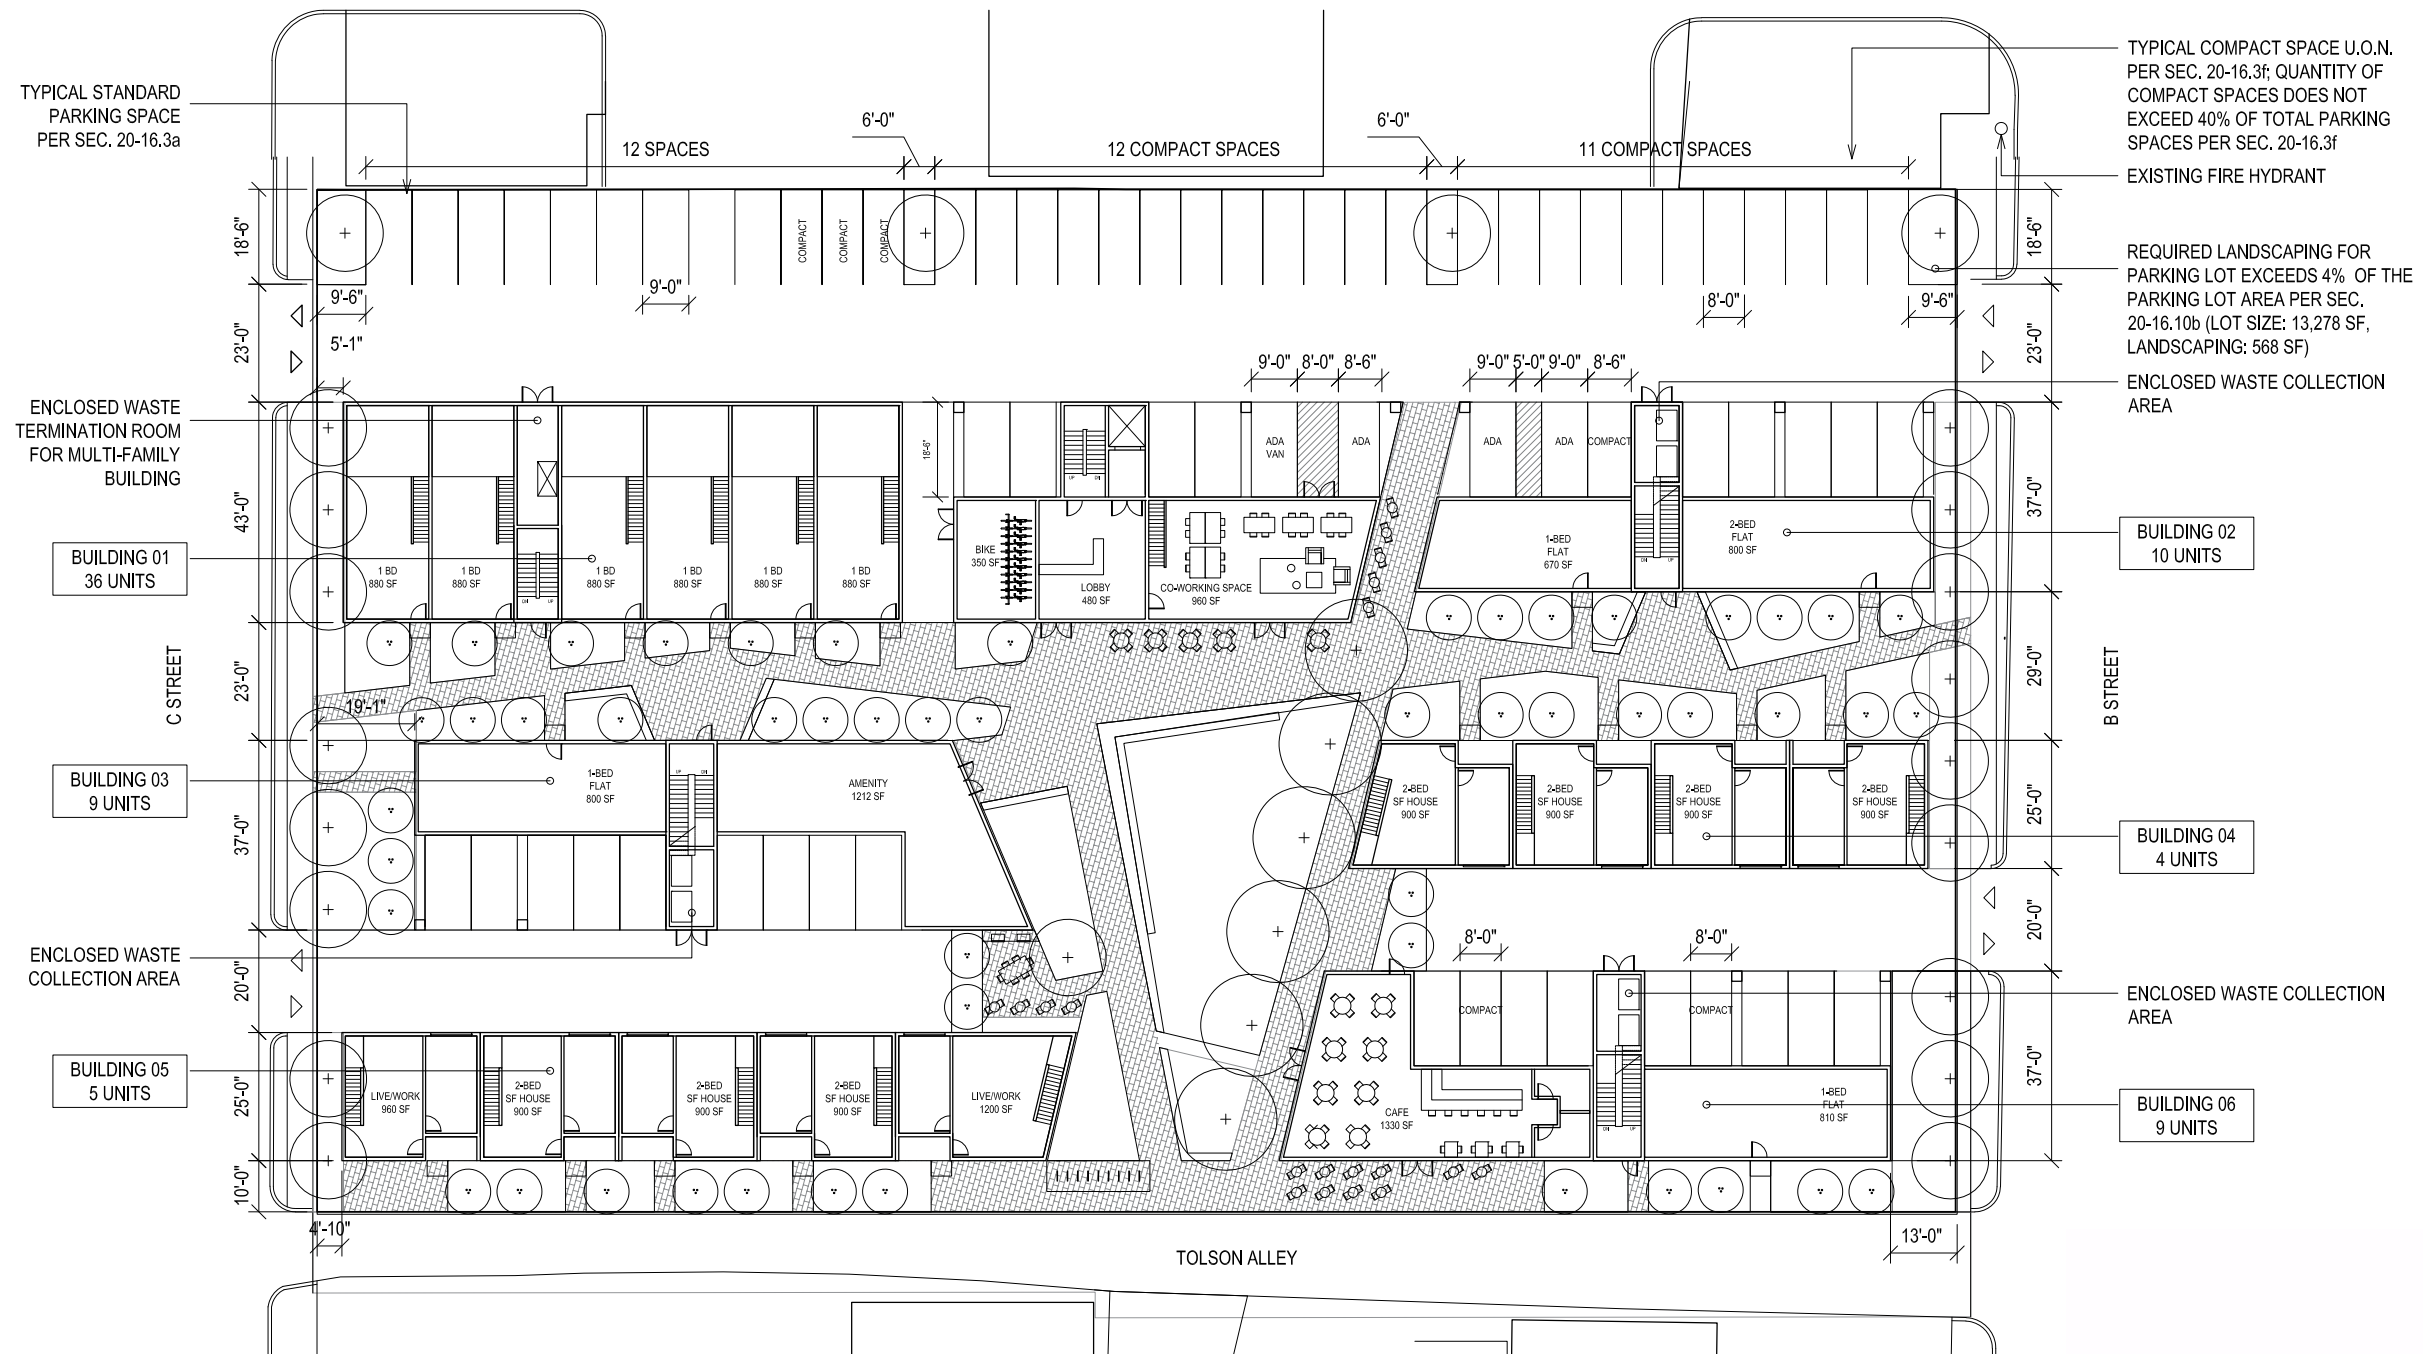 TYPICAL STANDARD
PARKING SPACE
PER SEC. 20-16.3a
12 SPACES
6'-0"
12 COMPACT SPACES
6'-0"
11 COMPACT SPACES
TYPICAL COMPACT SPACE U.O.N.
PER SEC. 20-16.3f; QUANTITY OF
COMPACT SPACES DOES NOT
EXCEED 40% OF TOTAL PARKING
SPACES PER SEC. 20-16.3f
EXISTING FIRE HYDRANT
REQUIRED LANDSCAPING FOR
PARKING LOT EXCEEDS 4% OF THE
PARKING LOT AREA PER SEC.
20-16.10b (LOT SIZE: 13,278 SF,
LANDSCAPING: 568 SF)
ENCLOSED WASTE COLLECTION
AREA
18'-6"
COMPACT
COMPACT
COMPACT
18'-6"
9'-6"
9'-0"
8'-0"
9'-6"
23'-0"
5'-1"
23'-0"
9'-0"
8'-0"
8'-6"
9'-0"
5'-0"
9'-0"
8'-6"
ENCLOSED WASTE
TERMINATION ROOM
FOR MULTI-FAMILY
BUILDING
43'-0"
18'-6"
UP
DN
ADA
VAN
ADA
ADA
ADA
COMPACT
37'-0"
BUILDING 01
36 UNITS
1 BD
880 SF
1 BD
880 SF
DN
UP
1 BD
880 SF
1 BD
880 SF
1 BD
880 SF
1 BD
880 SF
BIKE
350 SF
LOBBY
480 SF
CO-WORKING SPACE
960 SF
1-BED
FLAT
670 SF
DN
UP
2-BED
FLAT
800 SF
BUILDING 02
10 UNITS
C STREET
23'-0"
19'-1"
29'-0"
B STREET
BUILDING 03
9 UNITS
37'-0"
1-BED
FLAT
800 SF
UP
DN
AMENITY
1212 SF
2-BED
SF HOUSE
900 SF
2-BED
SF HOUSE
900 SF
2-BED
SF HOUSE
900 SF
2-BED
SF HOUSE
900 SF
25'-0"
BUILDING 04
4 UNITS
ENCLOSED WASTE
COLLECTION AREA
20'-0"
8'-0"
8'-0"
20'-0"
COMPACT
COMPACT
ENCLOSED WASTE COLLECTION
AREA
BUILDING 05
5 UNITS
25'-0"
LIVE/WORK
960 SF
2-BED
SF HOUSE
900 SF
2-BED
SF HOUSE
900 SF
2-BED
SF HOUSE
900 SF
LIVE/WORK
1200 SF
CAFE
1330 SF
DN
UP
1-BED
FLAT
810 SF
37'-0"
BUILDING 06
9 UNITS
10'-0"
4'-10"
13'-0"
TOLSON ALLEY